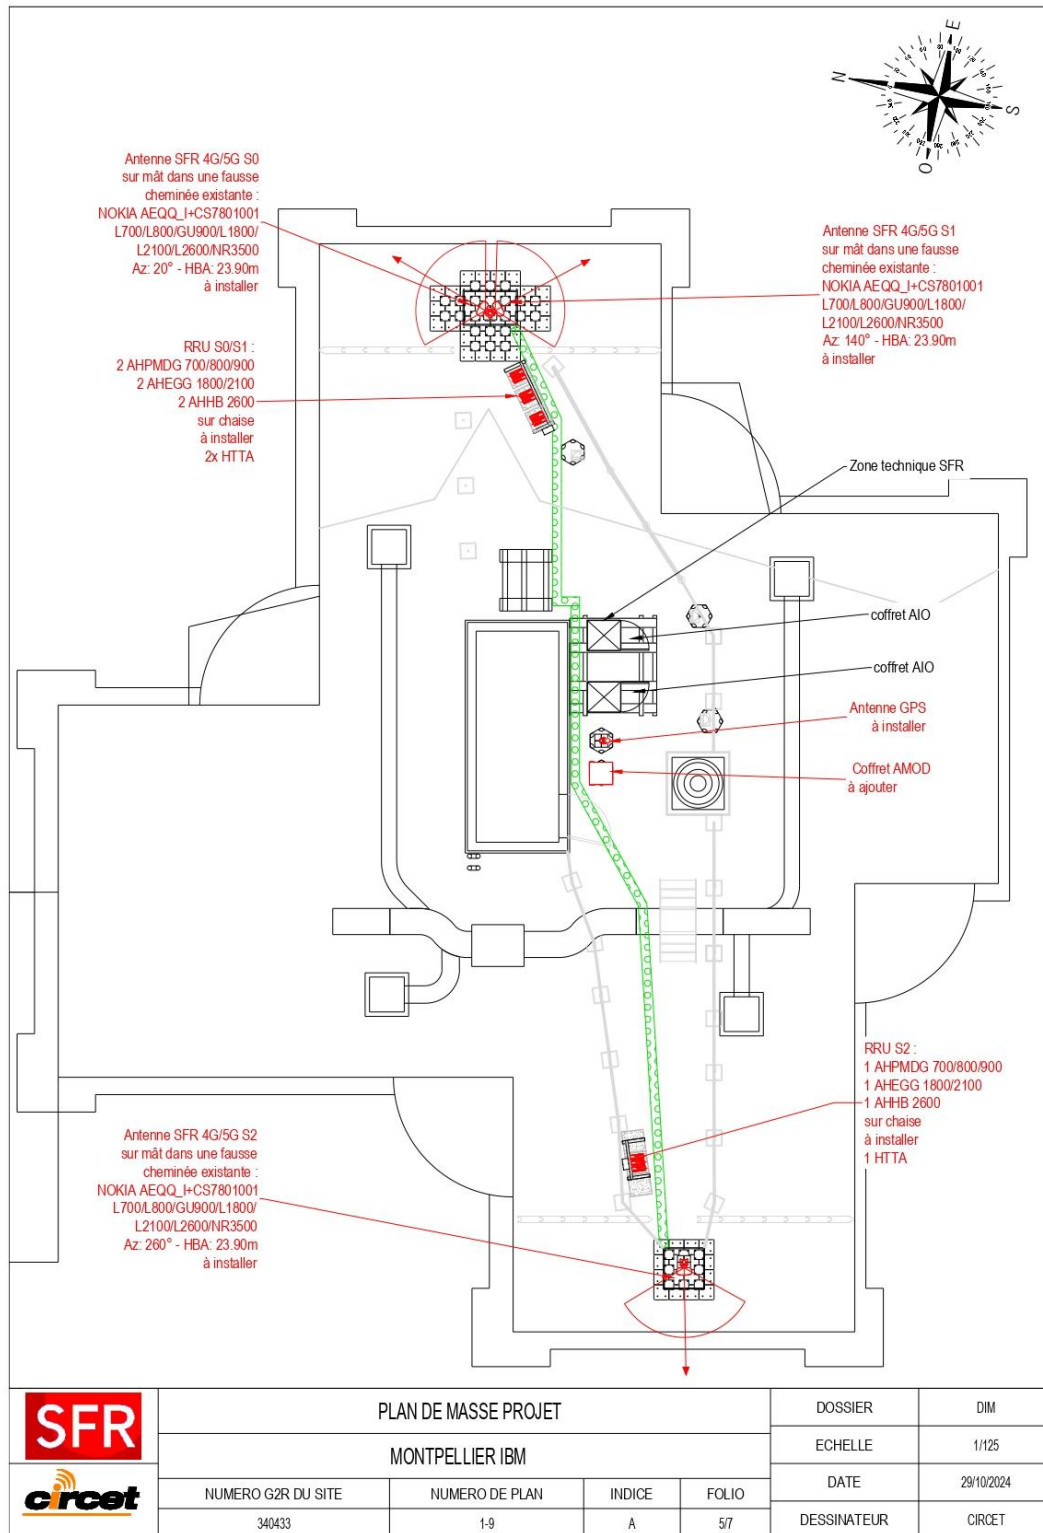 E
N
S
O
Antenne SFR 4G/5G S0
sur mât dans une fausse
cheminée existante :
NOKIA AEQQ_I+CS7801001
L700/L800/GU900/L1800/
L2100/L2600/NR3500
Az: 20° - HBA: 23.90m
à installer
Antenne SFR 4G/5G S1
sur mât dans une fausse
cheminée existante :
NOKIA AEQQ_I+CS7801001
L700/L800/GU900/L1800/
L2100/L2600/NR3500
Az: 140° - HBA: 23.90m
à installer
RRU S0/S1 :
2 AHPMDG 700/800/900
2 AHEGG 1800/2100
2 AHHB 2600
sur chaise
à installer
2x HTTA
Zone technique SFR
coffret AIO
coffret AIO
Antenne GPS
à installer
Coffret AMOD
à ajouter
RRU S2 :
1 AHPMDG 700/800/900
1 AHEGG 1800/2100
1 AHHB 2600
sur chaise
à installer
1 HTTA
Antenne SFR 4G/5G S2
sur mât dans une fausse
cheminée existante :
NOKIA AEQQ_I+CS7801001
L700/L800/GU900/L1800/
L2100/L2600/NR3500
Az: 260° - HBA: 23.90m
à installer
SFR
circet
PLAN DE MASSE PROJET
MONTPELLIER IBM
NUMERO G2R DU SITE
NUMERO DE PLAN
INDICE
FOLIO
340433
1-9
A
5/7
DOSSIER
DIM
ECHELLE
1/125
DATE
29/10/2024
DESSINATEUR
CIRCET